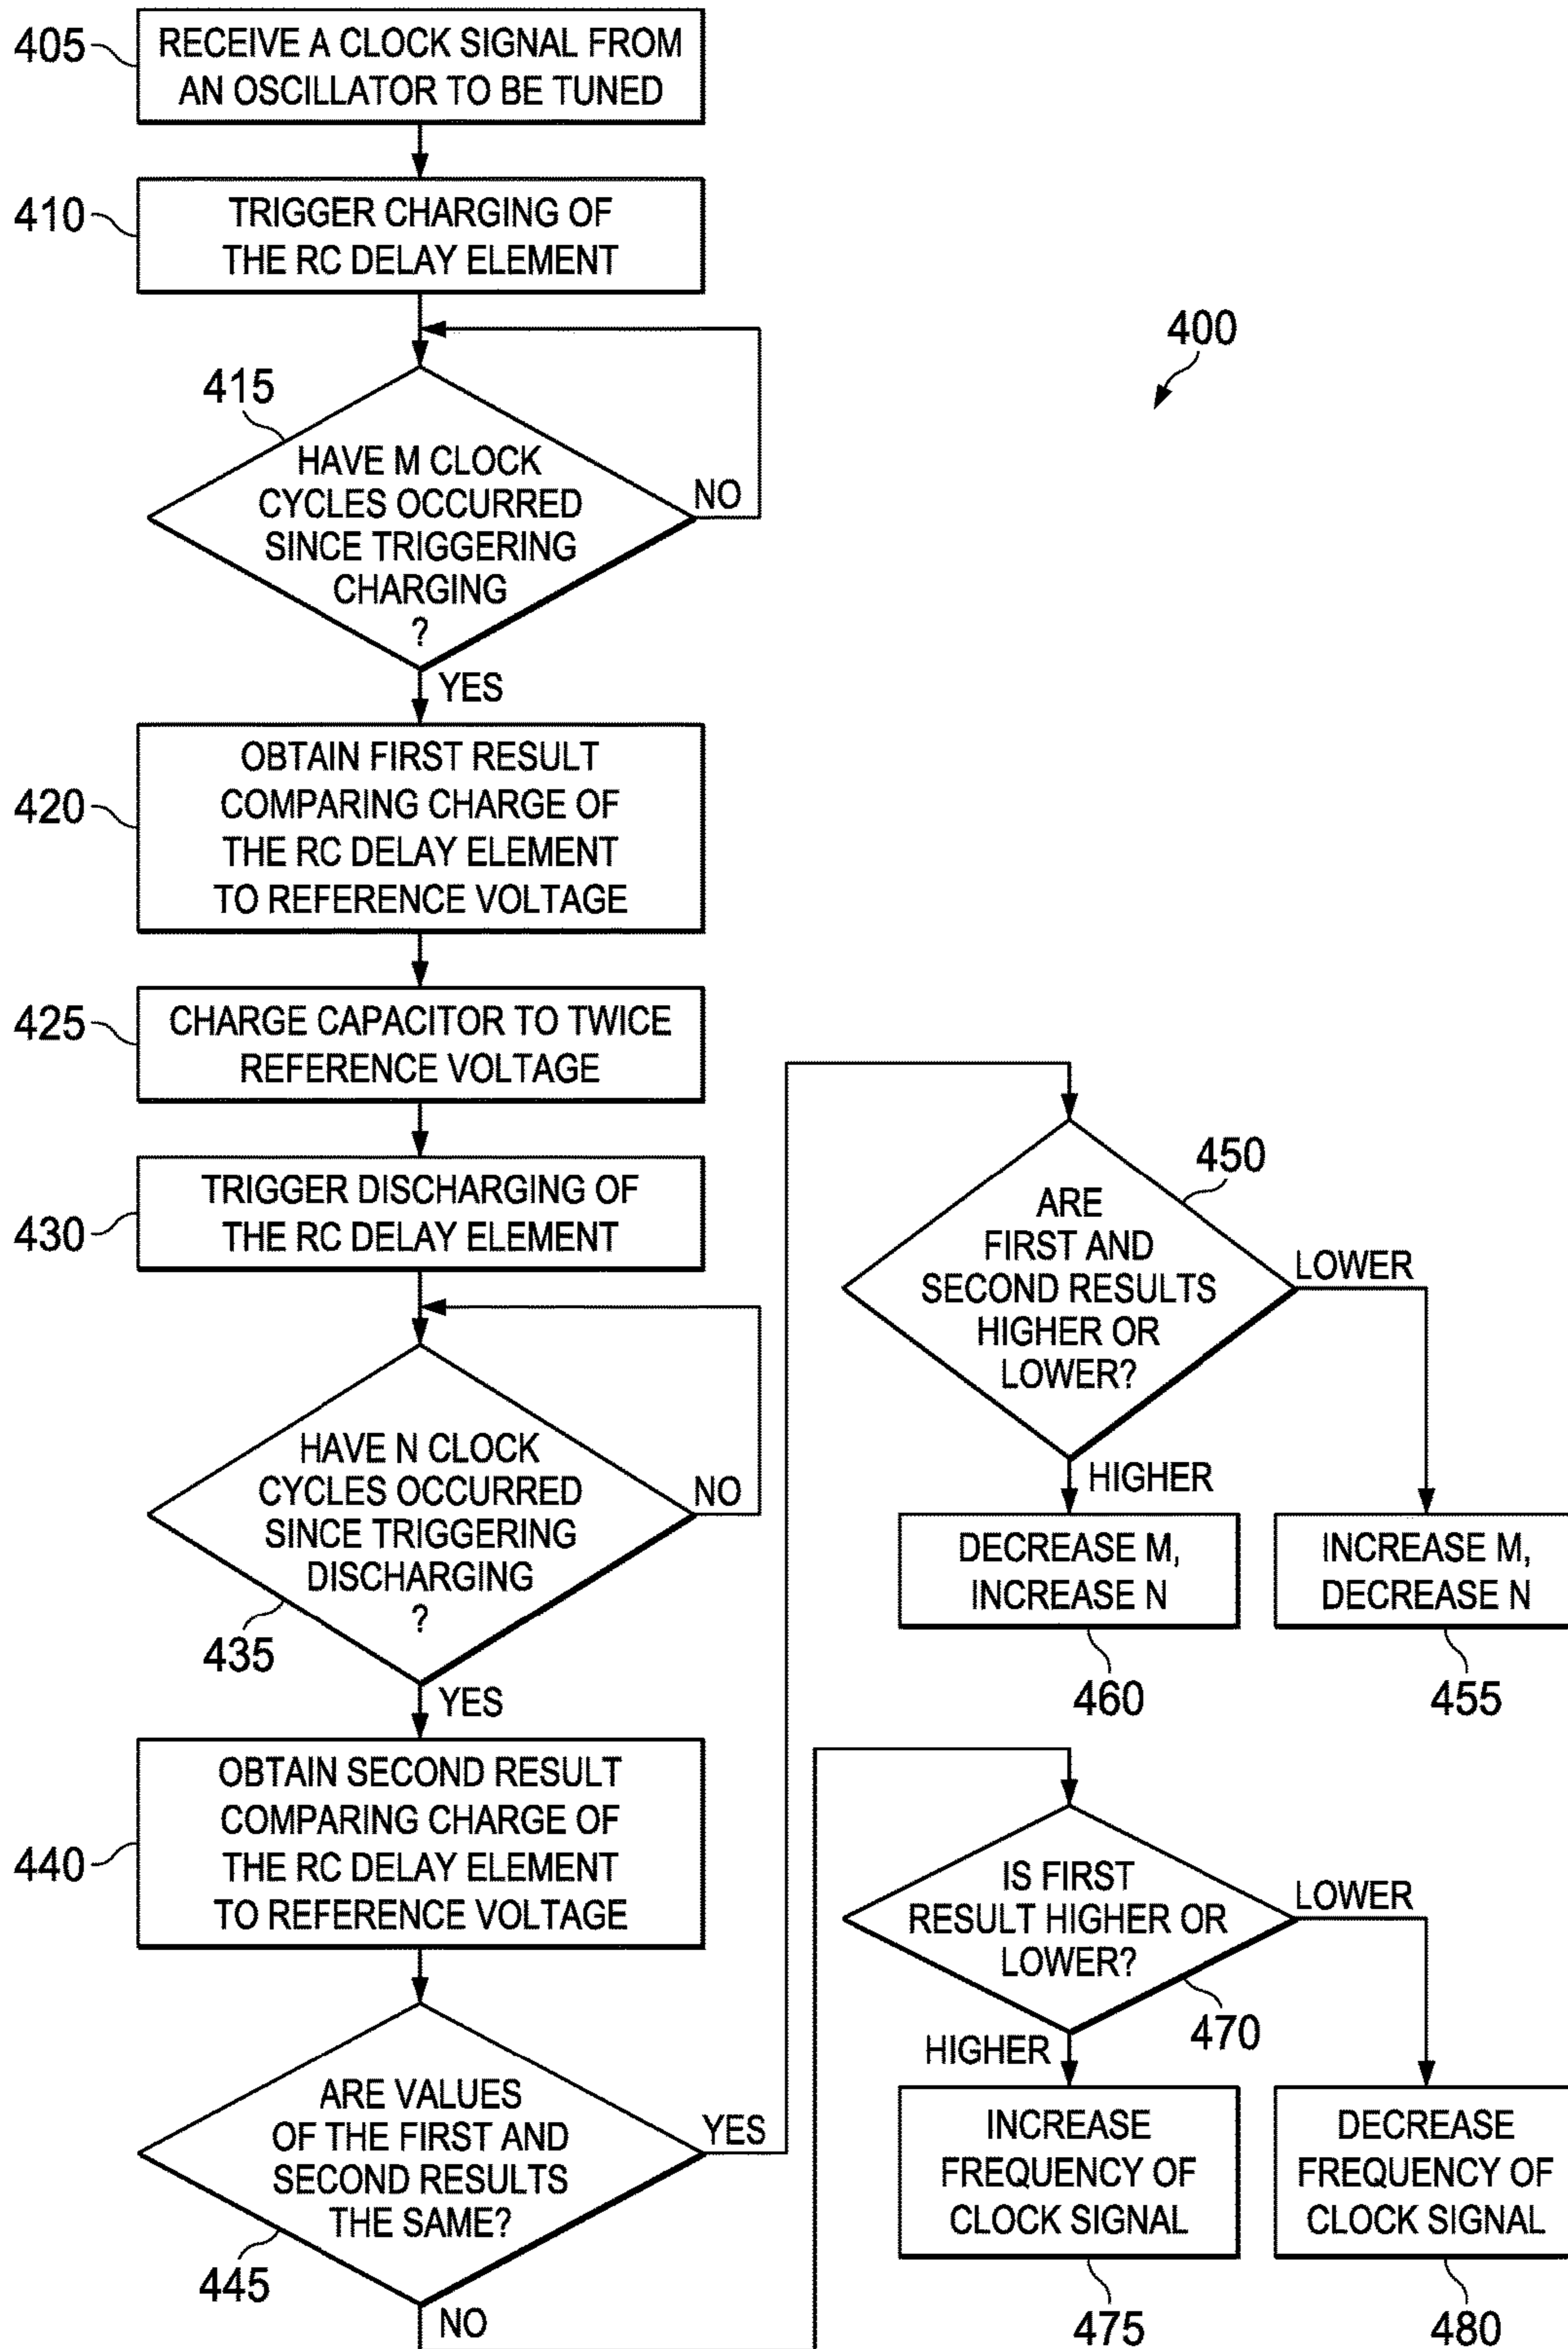 405
RECEIVE A CLOCK SIGNAL FROM
AN OSCILLATOR TO BE TUNED
410
TRIGGER CHARGING OF
THE RC DELAY ELEMENT
400
415
HAVE M CLOCK
CYCLES OCCURRED
SINCE TRIGGERING
CHARGING
?
NO
YES
420
OBTAIN FIRST RESULT
COMPARING CHARGE OF
THE RC DELAY ELEMENT
TO REFERENCE VOLTAGE
425
CHARGE CAPACITOR TO TWICE
REFERENCE VOLTAGE
430
TRIGGER DISCHARGING OF
THE RC DELAY ELEMENT
HAVE N CLOCK
CYCLES OCCURRED
SINCE TRIGGERING
DISCHARGING
?
NO
435
YES
440
OBTAIN SECOND RESULT
COMPARING CHARGE OF
THE RC DELAY ELEMENT
TO REFERENCE VOLTAGE
ARE VALUES
OF THE FIRST AND
SECOND RESULTS
THE SAME?
YES
445
NO
450
ARE
FIRST AND
SECOND RESULTS
HIGHER OR
LOWER?
LOWER
HIGHER
DECREASE M,
INCREASE N
460
INCREASE M,
DECREASE N
455
IS FIRST
RESULT HIGHER OR
LOWER?
LOWER
470
HIGHER
INCREASE
FREQUENCY OF
CLOCK SIGNAL
475
DECREASE
FREQUENCY OF
CLOCK SIGNAL
480